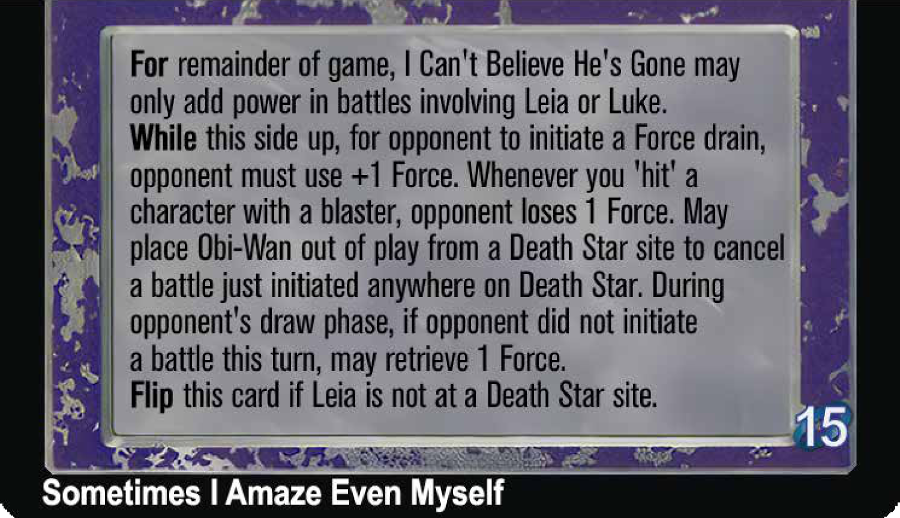 For remainder of game, I Can't Believe He's Gone may
only add power in battles involving Leia or Luke.
While this side up, for opponent to initiate a Force drain,
opponent must use +1 Force. Whenever you 'hit' a
character with a blaster, opponent loses 1 Force. May
place Obi-Wan out of play from a Death Star site to cancel
a battle just initiated anywhere on Death Star. During
opponent's draw phase, if opponent did not initiate
a battle this turn, may retrieve 1 Force.
Flip this card if Leia is not at a Death Star site.
15
Sometimes I Amaze Even Myself